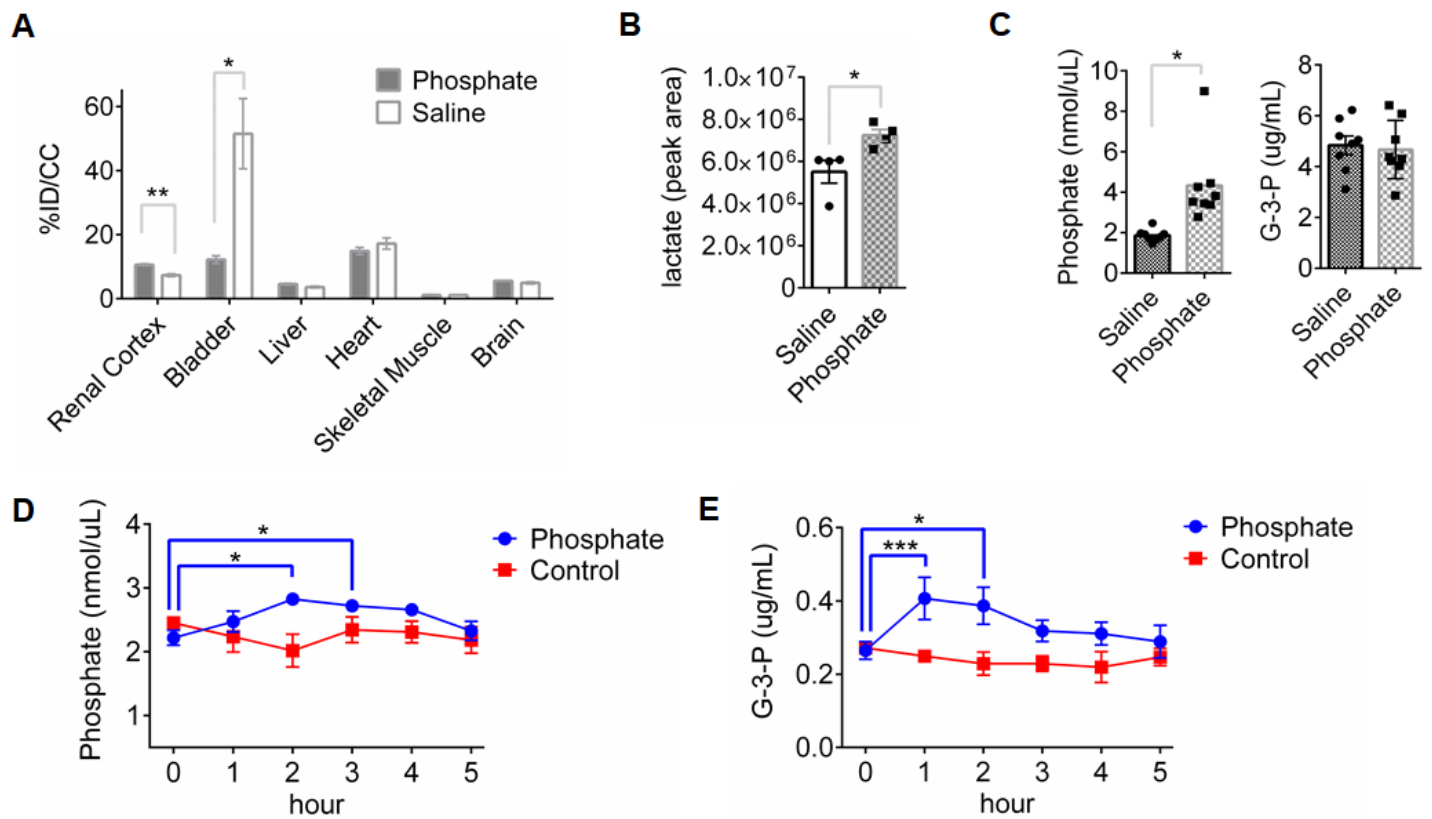 A
%ID/CC
60
40
20
0
**
*
Phosphate
Saline
Renal Cortex
Bladder
Liver
Heart
Skeletal Muscle
Brain
B
lactate (peak area)
1.0×10⁷
8.0×10⁶
6.0×10⁶
4.0×10⁶
2.0×10⁶
0
*
Saline
Phosphate
C
Phosphate (nmol/uL)
10
8
6
4
2
0
*
Saline
Phosphate
G-3-P (ug/mL)
8
6
4
2
0
Saline
Phosphate
D
Phosphate (nmol/uL)
4
3
2
1
*
*
Phosphate
Control
0 1 2 3 4 5
hour
E
G-3-P (ug/mL)
0.6
0.4
0.2
0.0
*
***
Phosphate
Control
0 1 2 3 4 5
hour